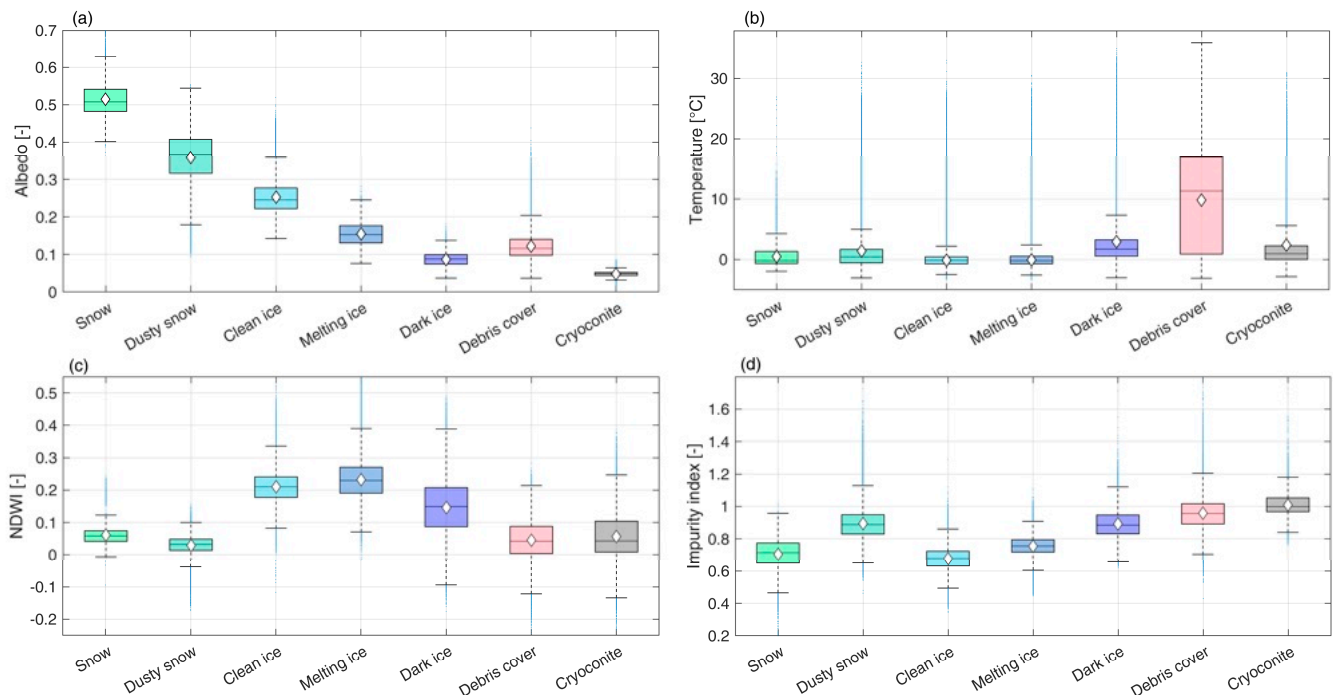 (a)
Albedo [-]
0.7
0.6
0.5
0.4
0.3
0.2
0.1
0
Snow
Dusty snow
Clean ice
Melting ice
Dark ice
Debris cover
Cryoconite
(b)
Temperature [°C]
30
20
10
0
Snow
Dusty snow
Clean ice
Melting ice
Dark ice
Debris cover
Cryoconite
(c)
NDWI [-]
0.5
0.4
0.3
0.2
0.1
0
-0.1
-0.2
Snow
Dusty snow
Clean ice
Melting ice
Dark ice
Debris cover
Cryoconite
(d)
Impurity index [-]
1.6
1.4
1.2
1
0.8
0.6
0.4
0.2
Snow
Dusty snow
Clean ice
Melting ice
Dark ice
Debris cover
Cryoconite